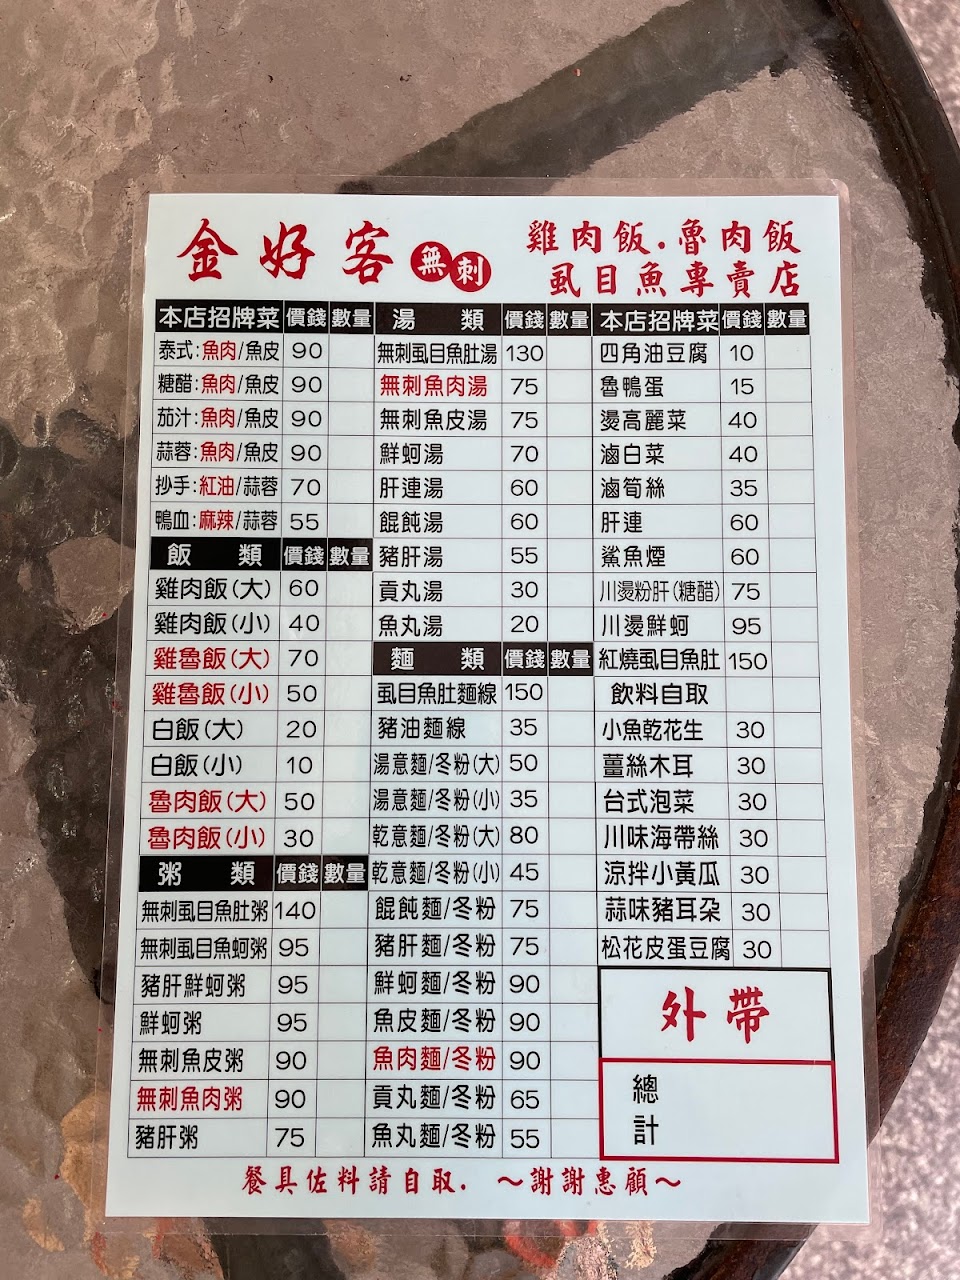 金好客 無刺
雞肉飯.魯肉飯
虱目魚專賣店
本店招牌菜 價錢 數量
泰式:魚肉/魚皮 90
糖醋:魚肉/魚皮 90
茄汁:魚肉/魚皮 90
蒜蓉:魚肉/魚皮 90
抄手:紅油/蒜蓉 70
鴨血:麻辣/蒜蓉 55
飯類 價錢 數量
雞肉飯(大) 60
雞肉飯(小) 40
雞魯飯(大) 70
雞魯飯(小) 50
白飯(大) 20
白飯(小) 10
魯肉飯(大) 50
魯肉飯(小) 30
粥類 價錢 數量
無刺虱目魚肚粥 140
無刺虱目魚蚵粥 95
豬肝鮮蚵粥 95
鮮蚵粥 95
無刺魚皮粥 90
無刺魚肉粥 90
豬肝粥 75
湯類 價錢 數量
無刺虱目魚肚湯 130
無刺魚肉湯 75
無刺魚皮湯 75
鮮蚵湯 70
肝連湯 60
餛飩湯 60
豬肝湯 55
貢丸湯 30
魚丸湯 20
麵類 價錢 數量
虱目魚肚麵線 150
豬油麵線 35
湯意麵/冬粉(大) 50
湯意麵/冬粉(小) 35
乾意麵/冬粉(大) 80
乾意麵/冬粉(小) 45
餛飩麵/冬粉 75
豬肝麵/冬粉 75
鮮蚵麵/冬粉 90
魚皮麵/冬粉 90
魚肉麵/冬粉 90
貢丸麵/冬粉 65
魚丸麵/冬粉 55
本店招牌菜 價錢 數量
四角油豆腐 10
魯鴨蛋 15
燙高麗菜 40
滷白菜 40
滷筍絲 35
肝連 60
鯊魚煙 60
川燙粉肝(糖醋) 75
川燙鮮蚵 95
紅燒虱目魚肚 150
飲料自取
小魚乾花生 30
薑絲木耳 30
台式泡菜 30
川味海帶絲 30
涼拌小黃瓜 30
蒜味豬耳朵 30
松花皮蛋豆腐 30
外帶
總計
餐具佐料請自取. ～謝謝惠顧～